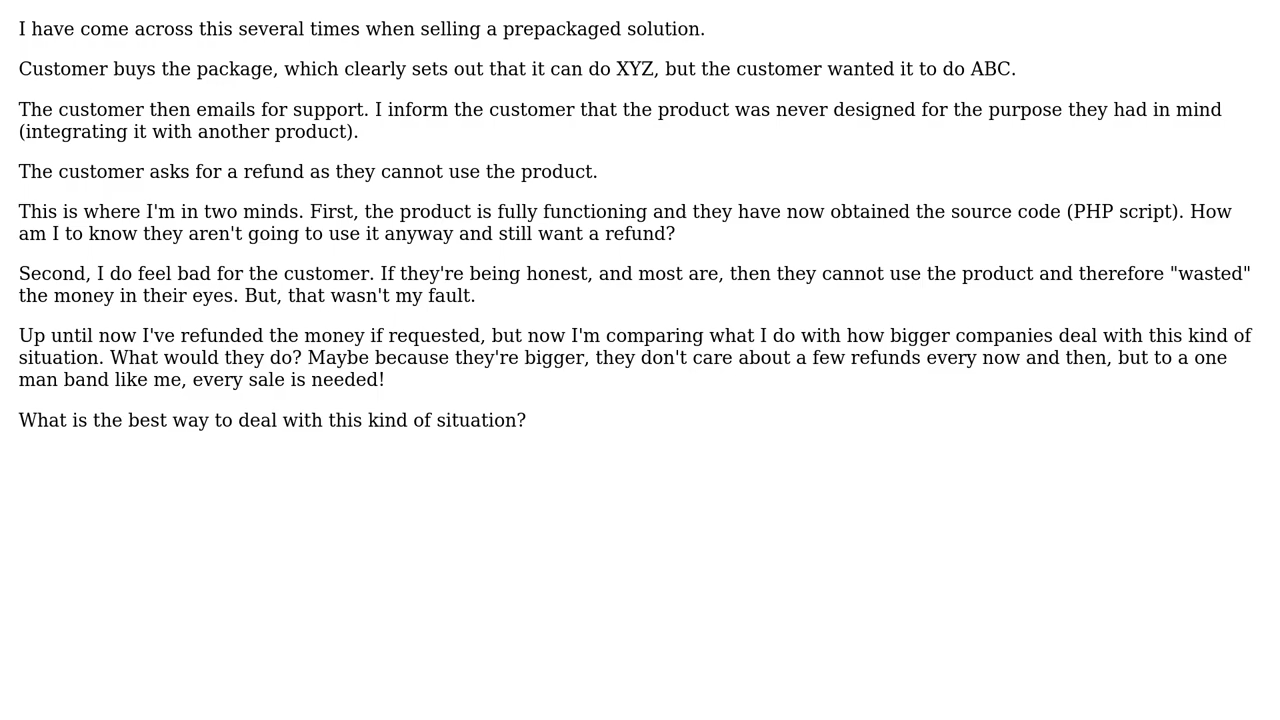 I have come across this several times when selling a prepackaged solution.
Customer buys the package, which clearly sets out that it can do XYZ, but the customer wanted it to do ABC.
The customer then emails for support. I inform the customer that the product was never designed for the purpose they had in mind
(integrating it with another product).
The customer asks for a refund as they cannot use the product.
This is where I'm in two minds. First, the product is fully functioning and they have now obtained the source code (PHP script). How
am I to know they aren't going to use it anyway and still want a refund?
Second, I do feel bad for the customer. If they're being honest, and most are, then they cannot use the product and therefore "wasted"
the money in their eyes. But, that wasn't my fault.
Up until now I've refunded the money if requested, but now I'm comparing what I do with how bigger companies deal with this kind of
situation. What would they do? Maybe because they're bigger, they don't care about a few refunds every now and then, but to a one
man band like me, every sale is needed!
What is the best way to deal with this kind of situation?